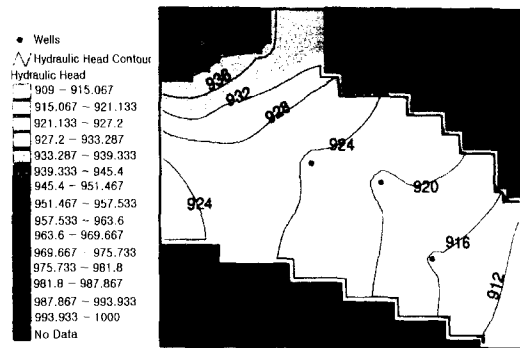 Wells
Hydraulic Head Contour
Hydraulic Head
909 - 915.067
915.067 - 921.133
921.133 - 927.2
927.2 - 933.287
933.287 - 939.333
939.333 - 945.4
945.4 - 951.467
951.467 - 957.533
957.533 - 963.6
963.6 - 969.667
969.667 - 975.733
975.733 - 981.8
981.8 - 987.867
987.867 - 993.933
993.933 - 1000
No Data
936
932
928
924
920
924
916
912